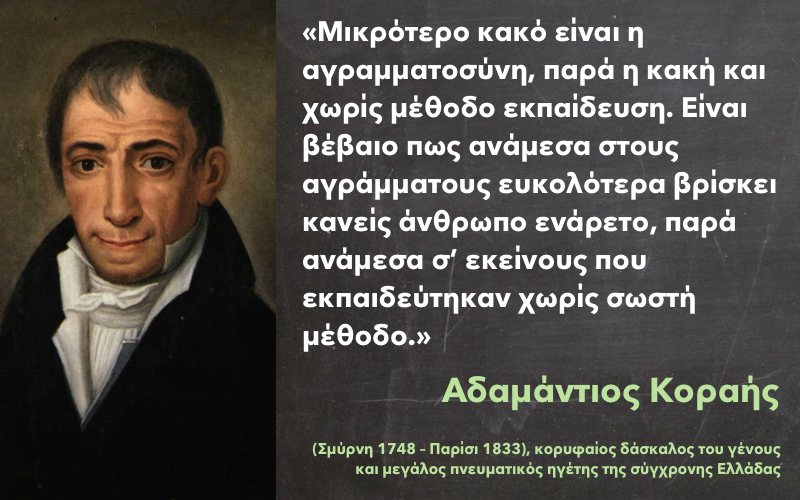 «Μικρότερο κακό είναι η
αγραμματοσύνη, παρά η κακή και
χωρίς μέθοδο εκπαίδευση. Είναι
βέβαιο πως ανάμεσα στους
αγράμματους ευκολότερα βρίσκει
κανείς άνθρωπο ενάρετο, παρά
ανάμεσα σ’ εκείνους που
εκπαιδεύτηκαν χωρίς σωστή
μέθοδο.»
Αδαμάντιος Κοραής
(Σμύρνη 1748 - Παρίσι 1833), κορυφαίος δάσκαλος του γένους
και μεγάλος πνευματικός ηγέτης της σύγχρονης Ελλάδας